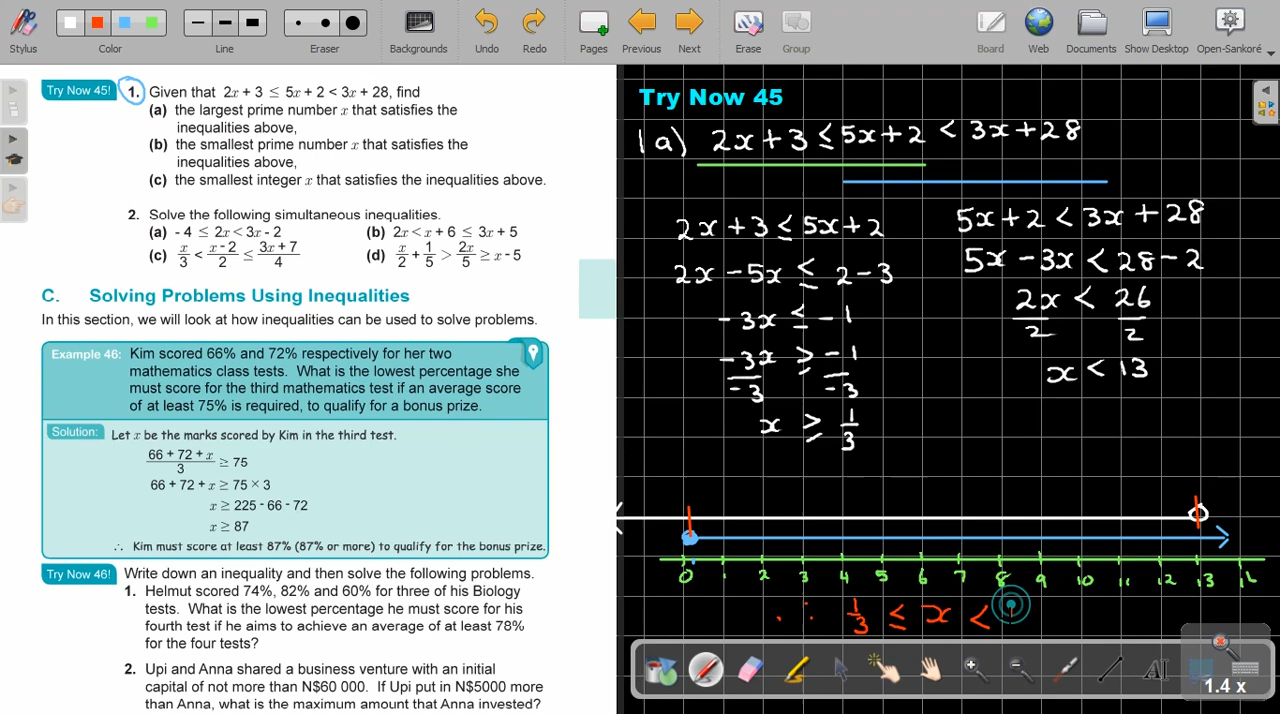 Stylus Color Line Eraser Backgrounds Undo Redo Pages Previous Next Erase Group Board Web Documents Show Desktop Open-Sankoré
Try Now 45! 1. Given that 2x + 3 ≤ 5x + 2 < 3x + 28, find
(a) the largest prime number x that satisfies the
inequalities above,
(b) the smallest prime number x that satisfies the
inequalities above,
(c) the smallest integer x that satisfies the inequalities above.
2. Solve the following simultaneous inequalities.
(a) - 4 ≤ 2x < 3x - 2 (b) 2x < x + 6 ≤ 3x + 5
(c) x/3 < x - 2/2 ≤ 3x + 7/4 (d) x/2 + 1/5 > 2x/5 ≥ x - 5
C. Solving Problems Using Inequalities
In this section, we will look at how inequalities can be used to solve problems.
Example 46: Kim scored 66% and 72% respectively for her two
mathematics class tests. What is the lowest percentage she
must score for the third mathematics test if an average score
of at least 75% is required, to qualify for a bonus prize.
Solution: Let x be the marks scored by Kim in the third test.
66 + 72 + x/3 ≥ 75
66 + 72 + x ≥ 75 × 3
x ≥ 225 - 66 - 72
x ≥ 87
∴ Kim must score at least 87% (87% or more) to qualify for the bonus prize.
Try Now 46! Write down an inequality and then solve the following problems.
1. Helmut scored 74%, 82% and 60% for three of his Biology
tests. What is the lowest percentage he must score for his
fourth test if he aims to achieve an average of at least 78%
for the four tests?
2. Upi and Anna shared a business venture with an initial
capital of not more than N$60 000. If Upi put in N$5000 more
than Anna, what is the maximum amount that Anna invested?
Try Now 45
1a) 2x + 3 ≤ 5x + 2 < 3x + 28
2x + 3 ≤ 5x + 2
2x - 5x ≤ 2 - 3
-3x ≤ -1
-3x/-3 ≥ -1/-3
x ≥ 1/3
5x + 2 < 3x + 28
5x - 3x < 28 - 2
2x/2 < 26/2
x < 13
0 1 2 3 4 5 6 7 8 9 10 11 12 13
∴ 1/3 ≤ x <
1.4 x